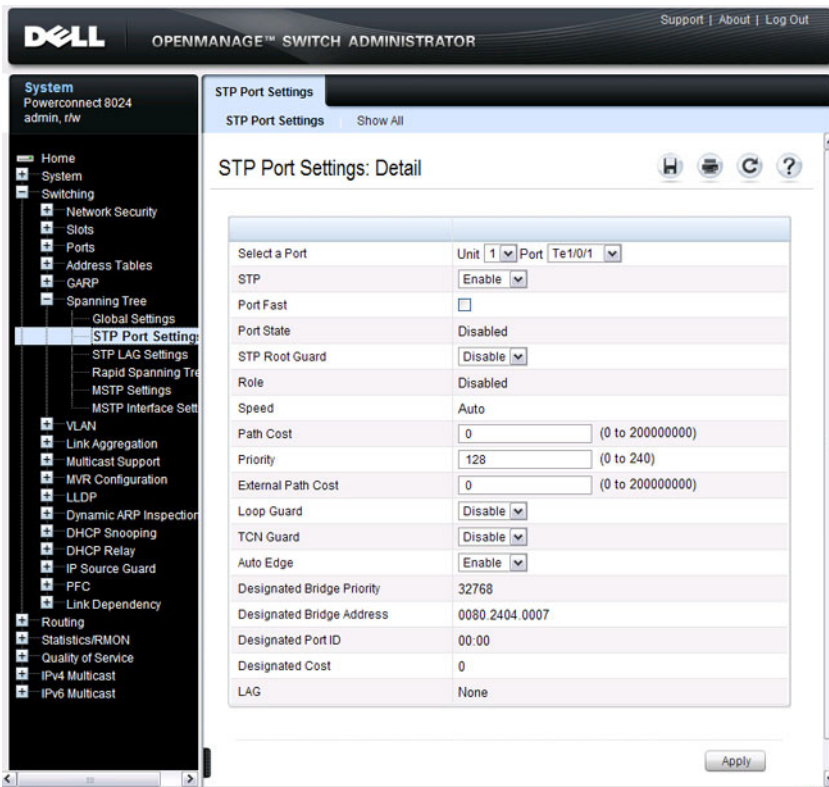 Support | About | Log Out
DELL OPENMANAGE™ SWITCH ADMINISTRATOR
System
Powerconnect 8024
admin, r/w
Home
System
Switching
Network Security
Slots
Ports
Address Tables
GARP
Spanning Tree
Global Settings
STP Port Setting
STP LAG Settings
Rapid Spanning Tre
MSTP Settings
MSTP Interface Sett
VLAN
Link Aggregation
Multicast Support
MVR Configuration
LLDP
Dynamic ARP Inspection
DHCP Snooping
DHCP Relay
IP Source Guard
PFC
Link Dependency
Routing
Statistics/RMON
Quality of Service
IPv4 Multicast
IPv6 Multicast
STP Port Settings
STP Port Settings Show All
STP Port Settings: Detail
?
Select a Port Unit 1 Port Te1/0/1
STP Enable
Port Fast
Port State Disabled
STP Root Guard Disable
Role Disabled
Speed Auto
Path Cost 0 (0 to 200000000)
Priority 128 (0 to 240)
External Path Cost 0 (0 to 200000000)
Loop Guard Disable
TCN Guard Disable
Auto Edge Enable
Designated Bridge Priority 32768
Designated Bridge Address 0080.2404.0007
Designated Port ID 00:00
Designated Cost 0
LAG None
Apply